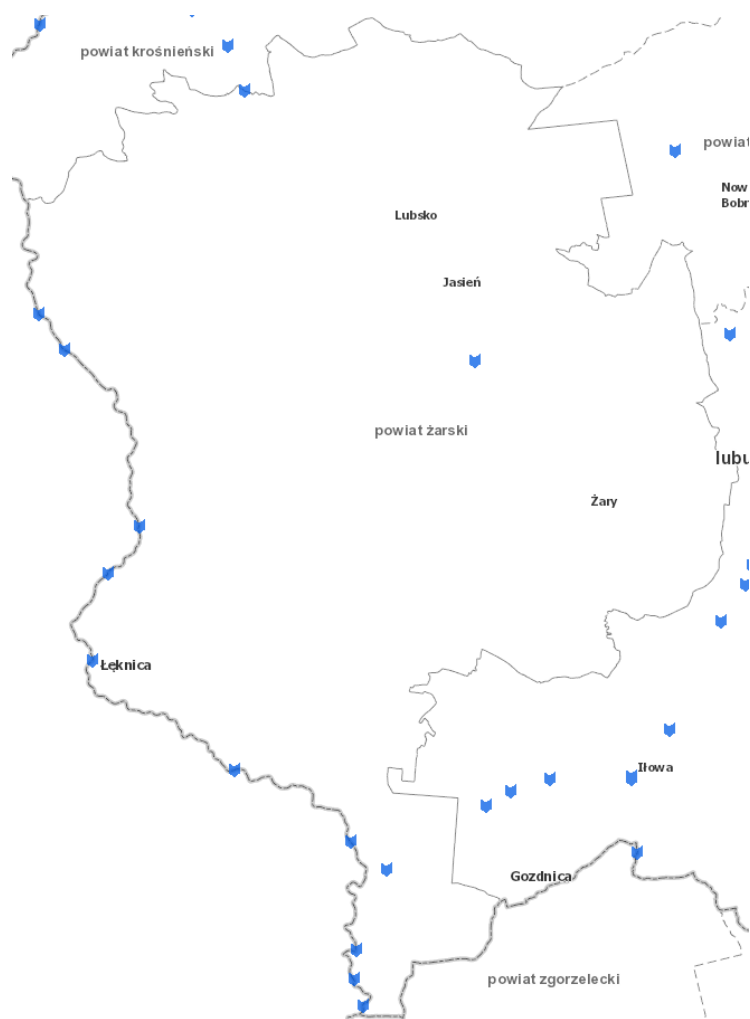 powiat krośnieński
powiat
Now
Bobr
Lubsko
Jasień
powiat żarski
lubu
Żary
Łęknica
Iłowa
Gozdnica
powiat zgorzelecki